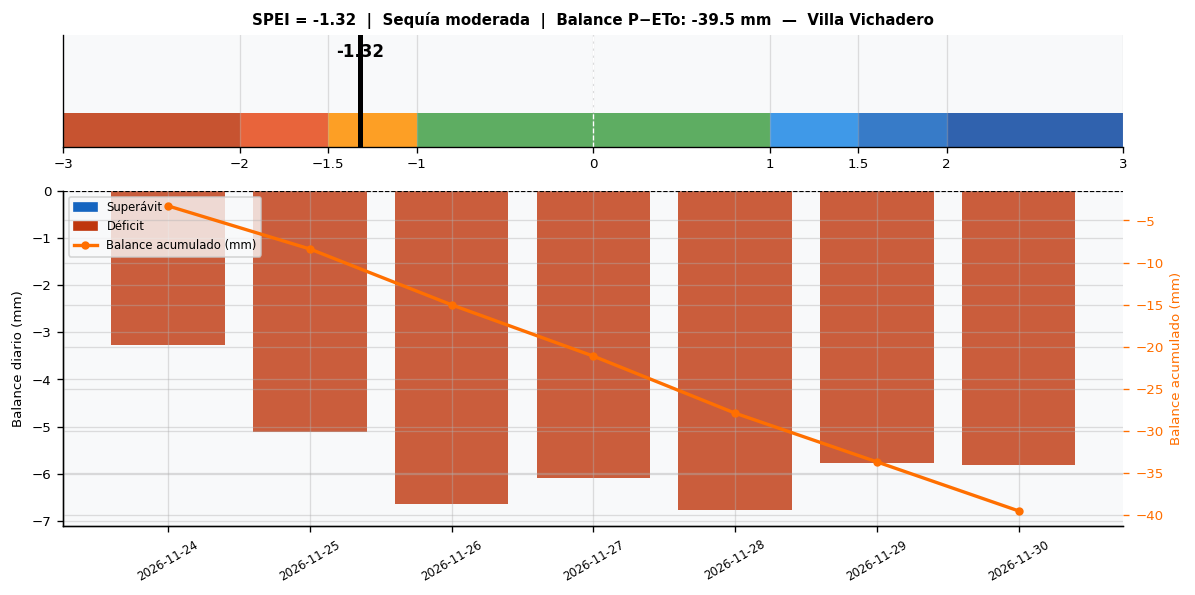 SPEI = -1.32  |  Sequía moderada  |  Balance P−ETo: -39.5 mm  —  Villa Vichadero
-1.32
−3 −2 −1.5 −1 0 1 1.5 2 3
Superávit
Déficit
Balance acumulado (mm)
Balance diario (mm)
0
−1
−2
−3
−4
−5
−6
−7
−5
−10
−15
−20
−25
−30
−35
−40
Balance acumulado (mm)
2026-11-24 2026-11-25 2026-11-26 2026-11-27 2026-11-28 2026-11-29 2026-11-30